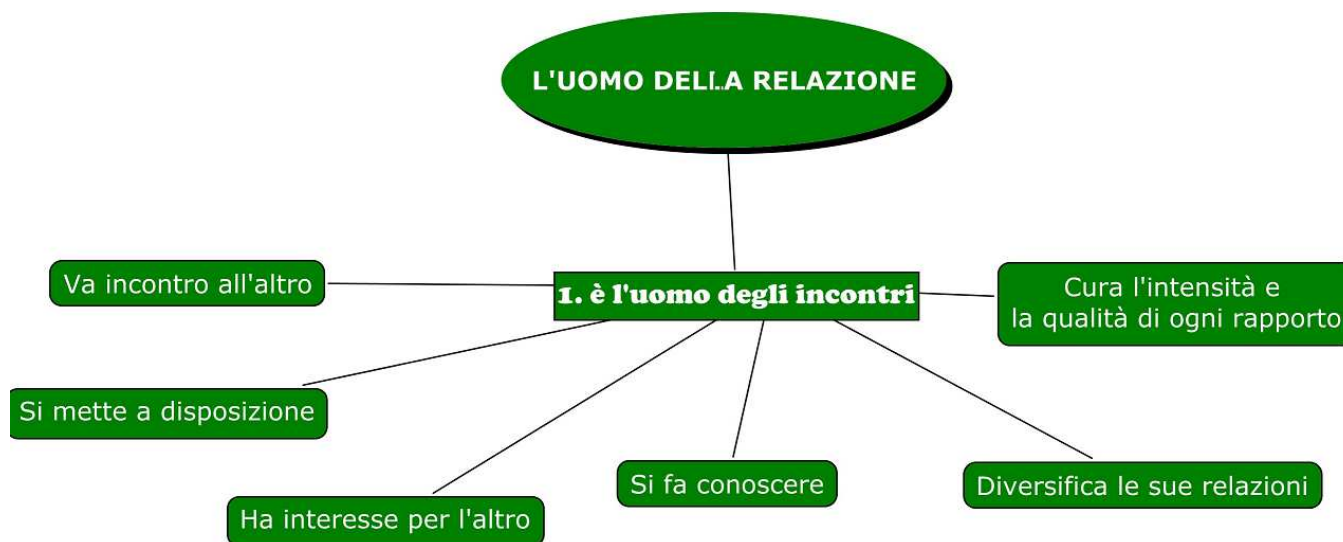 L'UOMO DELLA RELAZIONE
Va incontro all'altro
1. è l'uomo degli incontri
Cura l'intensità e
la qualità di ogni rapporto
Si mette a disposizione
Ha interesse per l'altro
Si fa conoscere
Diversifica le sue relazioni